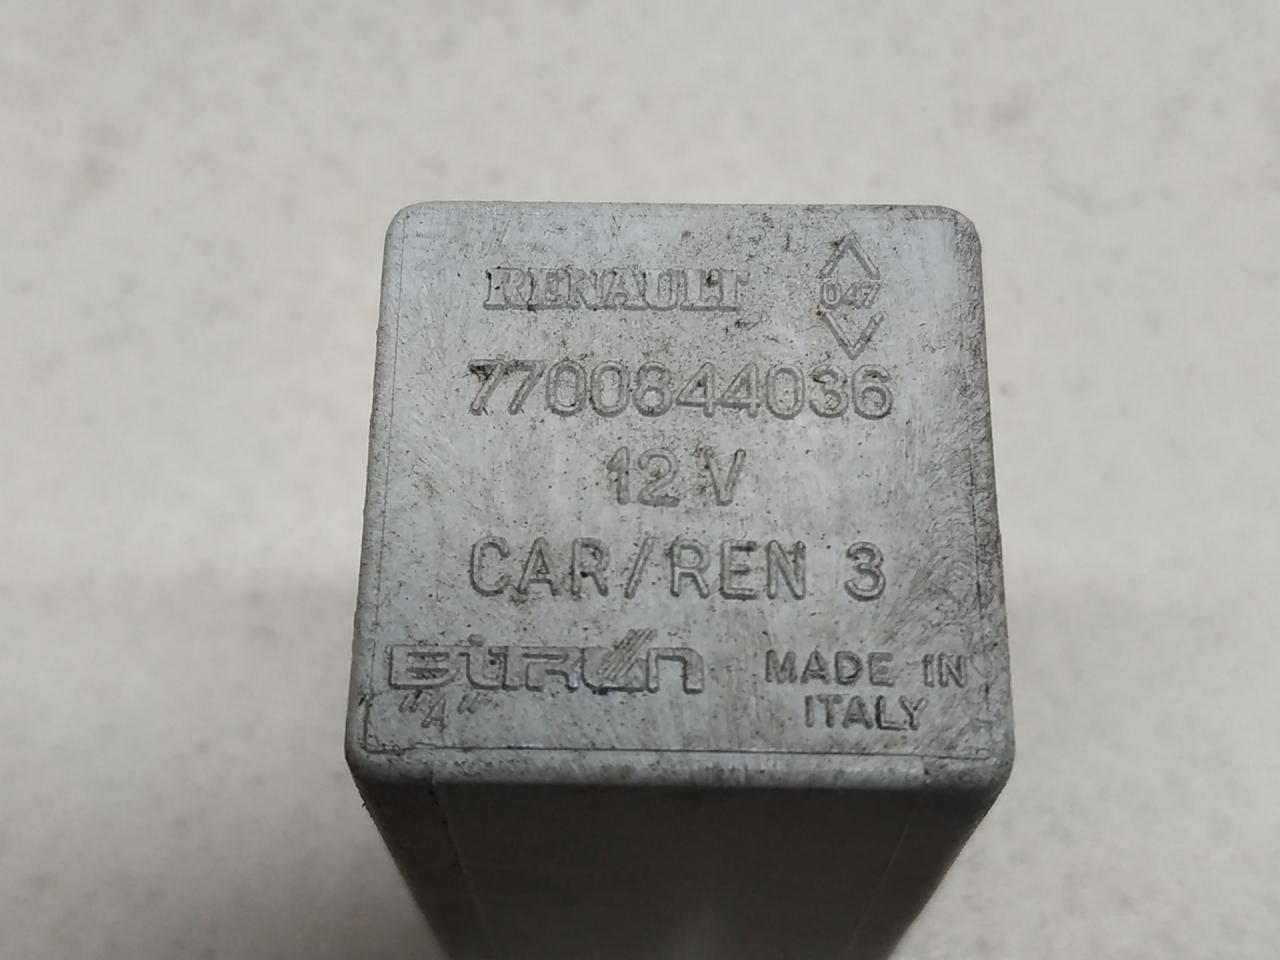 RENAULT
047
7700844036
12 V
CAR/REN 3
MADE IN
ITALY
"A"